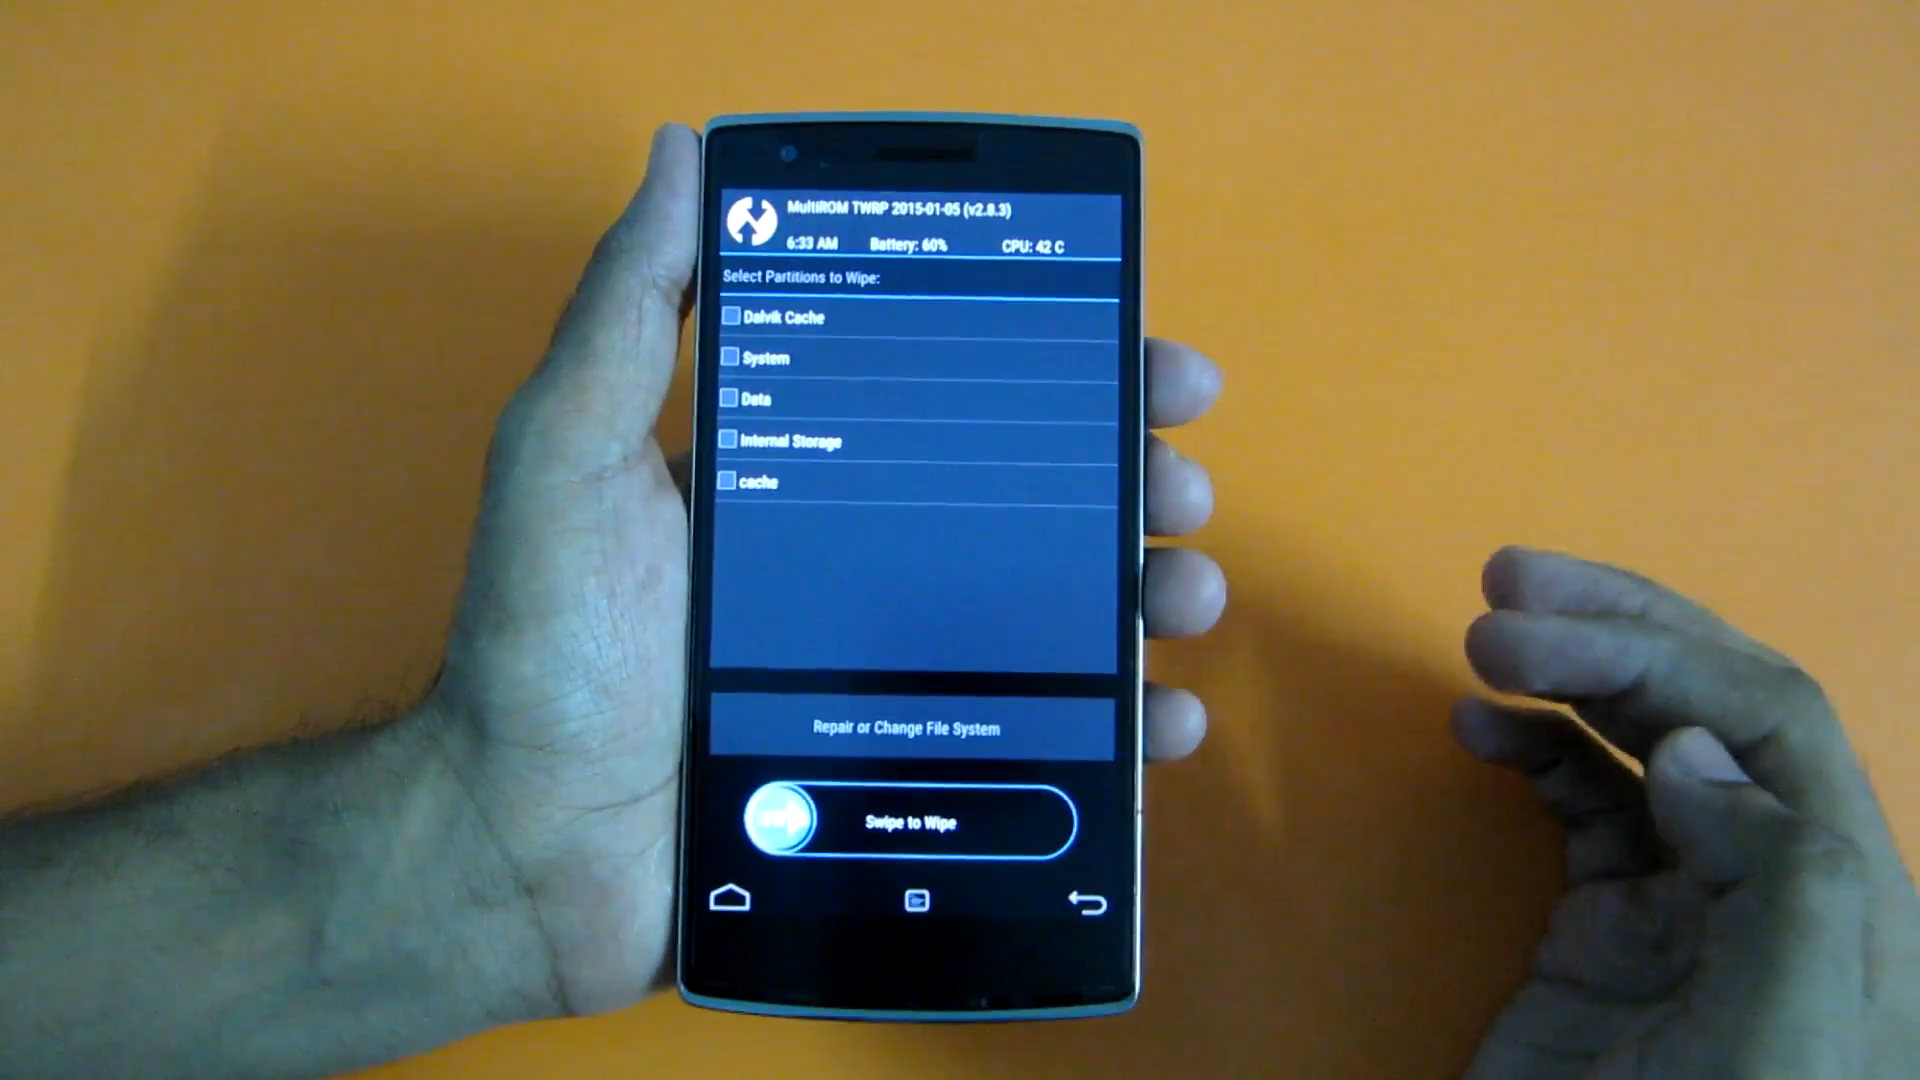 MultiROM TWRP 2015-01-05 (v2.8.3)
6:33 AM Battery: 60% CPU: 42 C
Select Partitions to Wipe:
Dalvik Cache
System
Data
Internal Storage
cache
Repair or Change File System
Swipe to Wipe